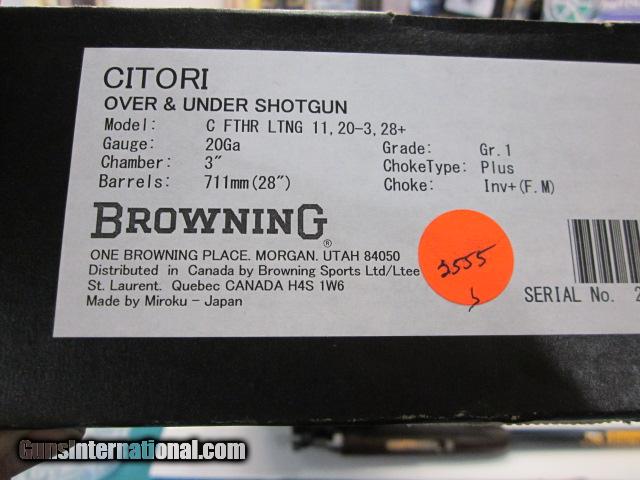 CITORI
OVER & UNDER SHOTGUN
Model: C FTHR LTNG 11,20-3,28+
Gauge: 20Ga Grade: Gr.1
Chamber: 3" ChokeType: Plus
Barrels: 711mm(28") Choke: Inv+(F.M)
BROWNING®
ONE BROWNING PLACE. MORGAN. UTAH 84050
Distributed in Canada by Browning Sports Ltd/Ltee
St. Laurent. Quebec CANADA H4S 1W6
Made by Miroku - Japan
2555
SERIAL No. 2
GunsInternational.com